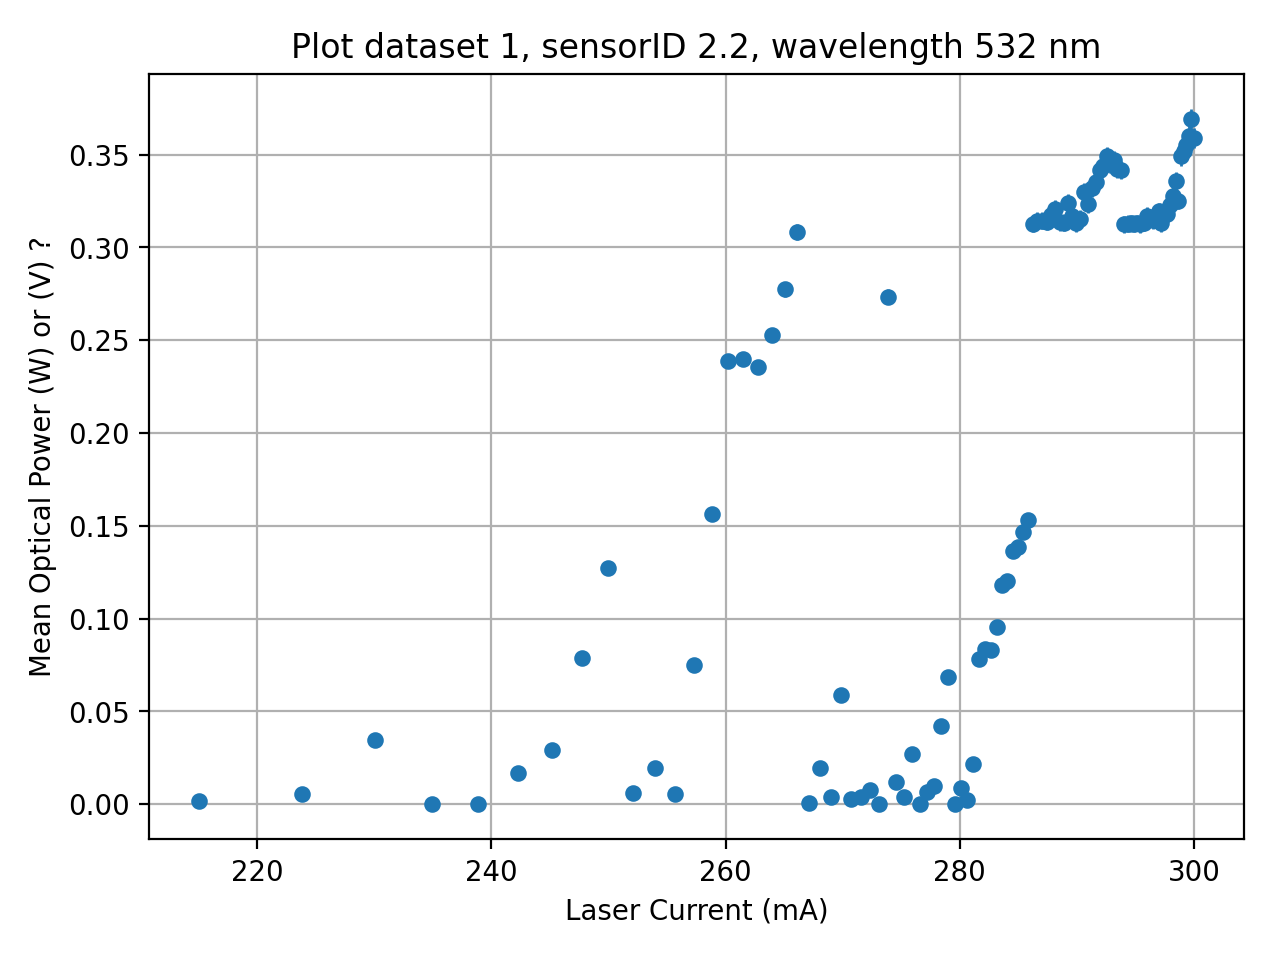 Plot dataset 1, sensorID 2.2, wavelength 532 nm
Mean Optical Power (W) or (V) ?
0.35
0.30
0.25
0.20
0.15
0.10
0.05
0.00
220 240 260 280 300
Laser Current (mA)